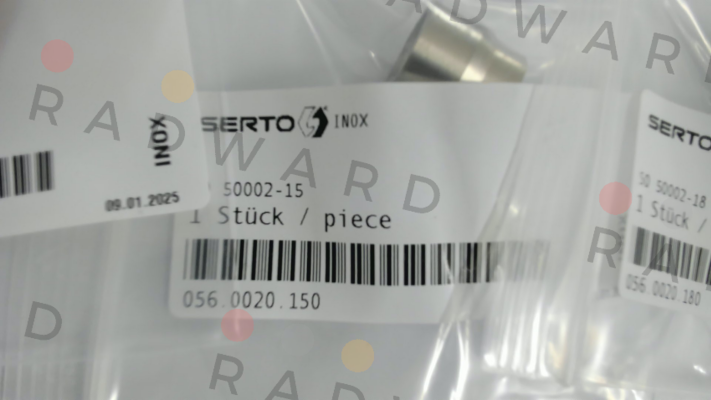 INOX
09.01.2025
SERTO INOX
50002-15
1 Stück / piece
056.0020.150
SERTO
SO 50002-18
1 Stück /
056.0020.180
RADWARD
RADWARD
R
D
RADWARD